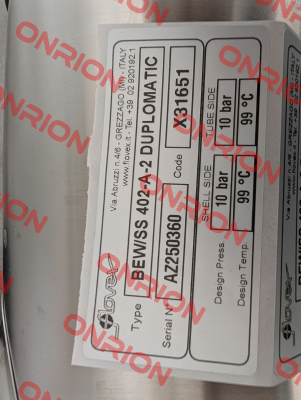 ONRION
flovex
Via Abruzzi n.4/6 - GREZZAGO (MI) - ITALY
www.flovex.it - Tel. +39 02 920192.1
Type BEW/SS 402-A-2 DUPLOMATIC
Serial N. AZ250360 Code X31651
SHELL SIDE TUBE SIDE
Design Press. 10 bar 10 bar
Design Temp. 99 °C 99 °C